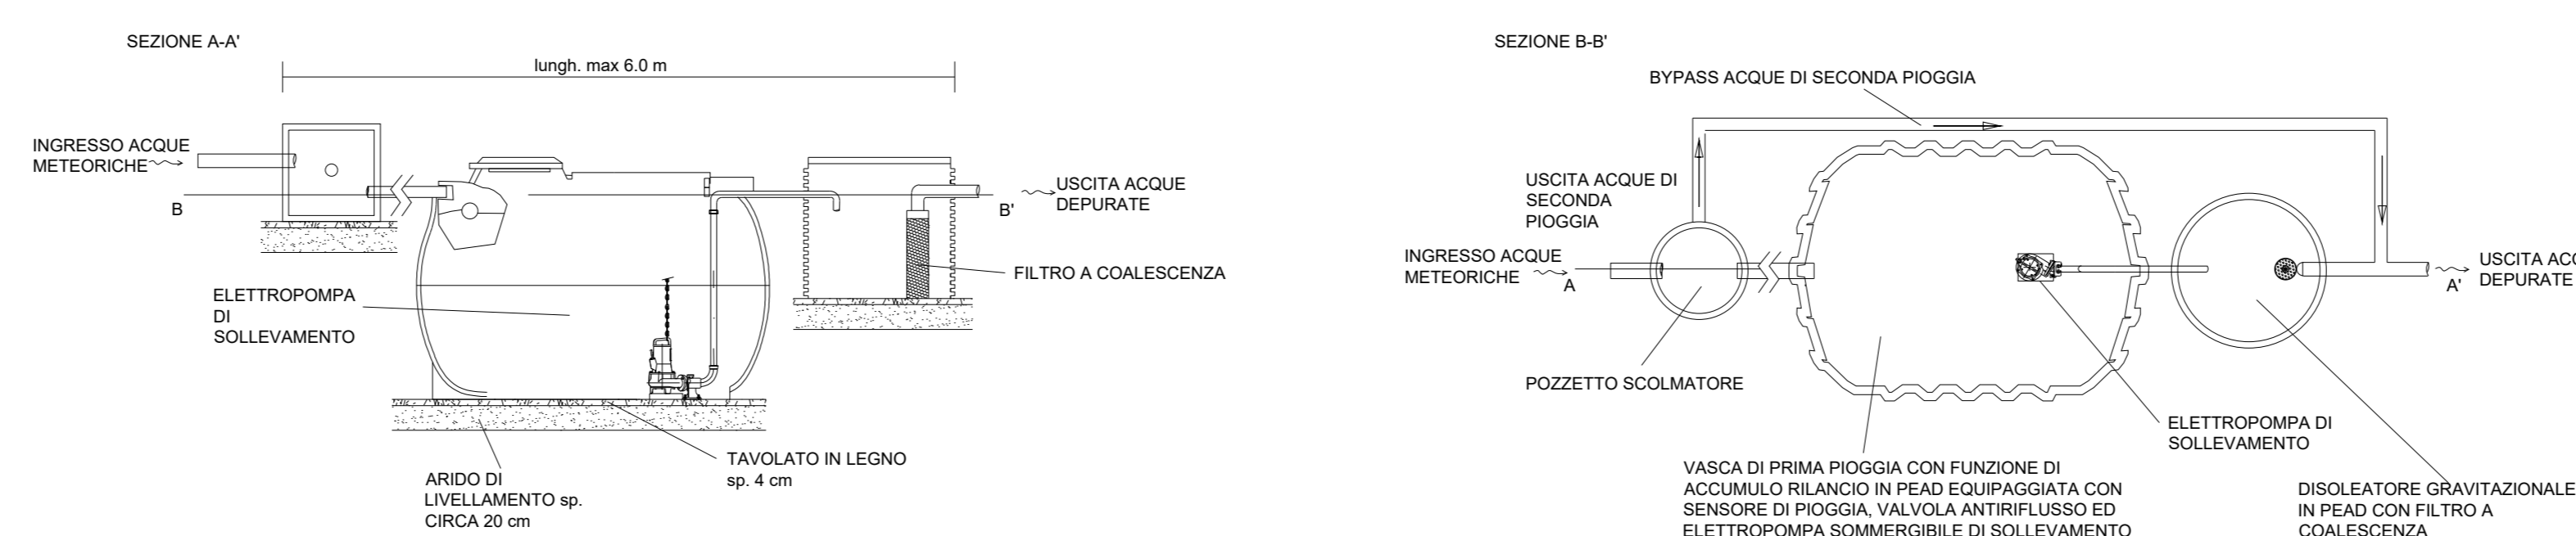 SEZIONE A-A'
lungh. max 6.0 m
INGRESSO ACQUE
METEORICHE
B
B'
USCITA ACQUE
DEPURATE
FILTRO A COALESCENZA
ELETTROPOMPA
DI
SOLLEVAMENTO
TAVOLATO IN LEGNO
sp. 4 cm
ARIDO DI
LIVELLAMENTO sp.
CIRCA 20 cm
SEZIONE B-B'
BYPASS ACQUE DI SECONDA PIOGGIA
USCITA ACQUE DI
SECONDA
PIOGGIA
INGRESSO ACQUE
METEORICHE
A
A'
USCITA
DEPURATE
POZZETTO SCOLMATORE
ELETTROPOMPA DI
SOLLEVAMENTO
VASCA DI PRIMA PIOGGIA CON FUNZIONE DI
ACCUMULO RILANCIO IN PEAD EQUIPAGGIATA CON
SENSORE DI PIOGGIA, VALVOLA ANTIRIFLUSSO ED
ELETTROPOMPA SOMMERGIBILE DI SOLLEVAMENTO
DISOLEATORE GRAVITAZIONALE
IN PEAD CON FILTRO A
COALESCENZA